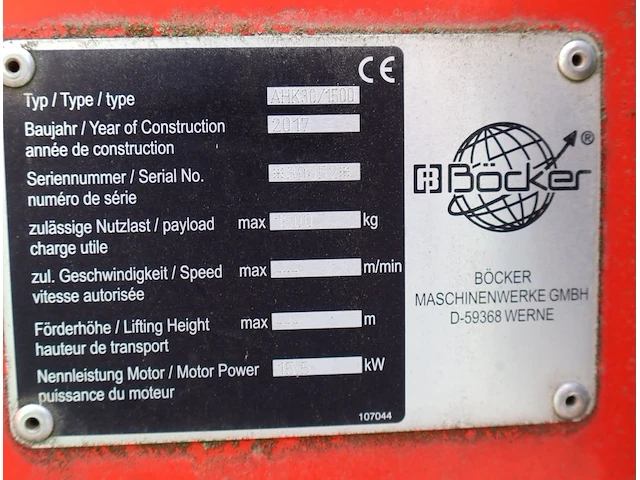 CE
Typ / Type / type AHK30/1500
Baujahr / Year of Construction 2017
année de construction
Seriennummer / Serial No.
numéro de série
zulässige Nutzlast / payload max kg
charge utile
zul. Geschwindigkeit / Speed max m/min
vitesse autorisée
Förderhöhe / Lifting Height max m
hauteur de transport
Nennleistung Motor / Motor Power kW
puissance du moteur
107044
Böcker ®
BÖCKER
MASCHINENWERKE GMBH
D-59368 WERNE